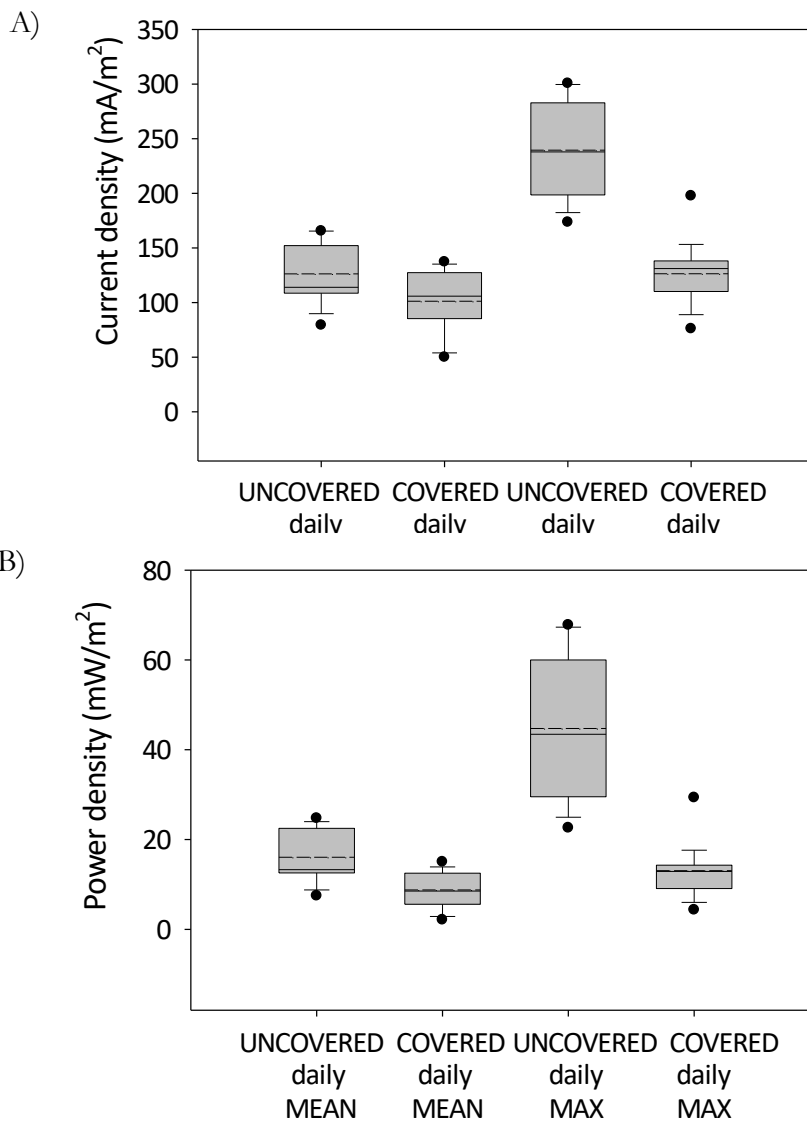 A)
Current density (mA/m²)
350
300
250
200
150
100
50
0
UNCOVERED COVERED UNCOVERED COVERED
daily daily daily daily
B)
Power density (mW/m²)
80
60
40
20
0
UNCOVERED COVERED UNCOVERED COVERED
daily daily daily daily
MEAN MEAN MAX MAX